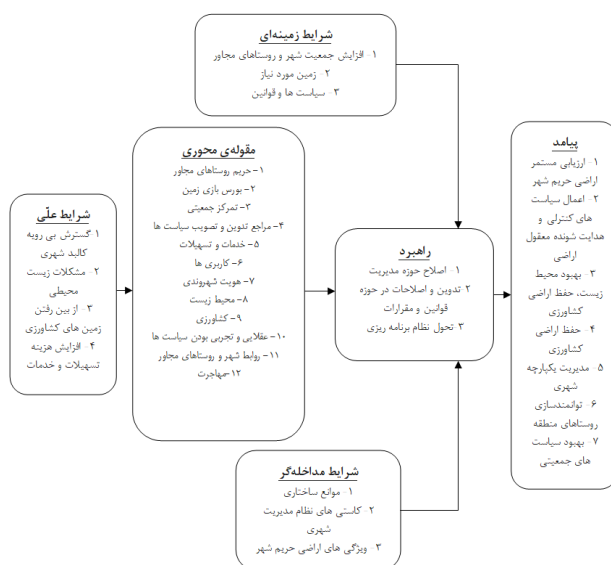 شرایط زمینه‌ای
۱- افزایش جمعیت شهر و روستاهای مجاور
۲- زمین مورد نیاز
۳- سیاست ها و قوانین
مقوله‌ی محوری
۱- حریم روستاهای مجاور
۲- بورس بازی زمین
۳- تمرکز جمعیتی
۴- مراجع تدوین و تصویب سیاست ها
۵- خدمات و تسهیلات
۶- کاربری ها
۷- هویت شهروندی
۸- محیط زیست
۹- کشاورزی
۱۰- عقلایی و تجربی بودن سیاست ها
۱۱- روابط شهر و روستاهای مجاور
۱۲- مهاجرت
شرایط علّی
۱ گسترش بی رویه
کالبد شهری
۲- مشکلات زیست
محیطی
۳- از بین رفتن
زمین های کشاورزی
۴- افزایش هزینه
تسهیلات و خدمات
راهبرد
۱- اصلاح حوزه مدیریت
۲ تدوین و اصلاحات در حوزه
قوانین و مقررات
۳ تحول نظام برنامه ریزی
شرایط مداخله‌گر
۱- موانع ساختاری
۲- کاستی های نظام مدیریت
شهری
۳- ویژگی های اراضی حریم شهر
پیامد
۱- ارزیابی مستمر
اراضی حریم شهر
۲- اعمال سیاست
های کنترلی و
هدایت شونده معقول
اراضی
۳- بهبود محیط
زیست، حفظ اراضی
کشاورزی
۴- حفظ اراضی
کشاورزی
۵ مدیریت یکپارچه
شهری
۶ توانمندسازی
روستاهای منطقه
۷- بهبود سیاست
های جمعیتی